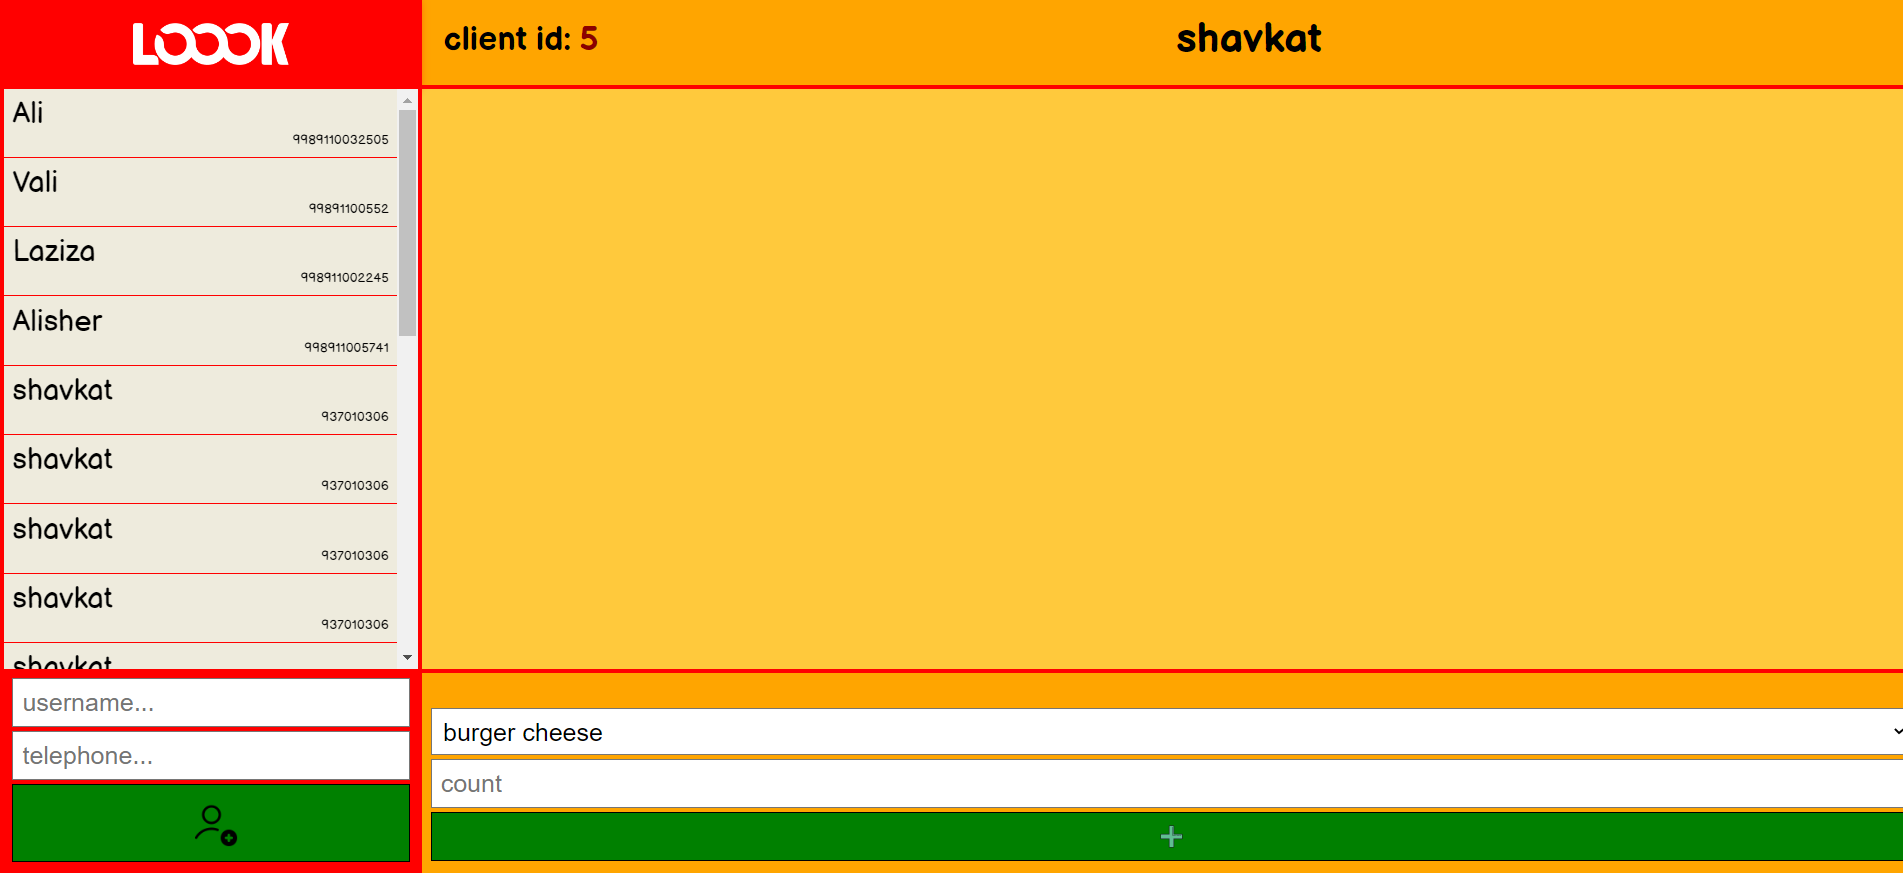 LOOOK
client id: 5
shavkat
Ali
9989110032505
Vali
99891100552
Laziza
998911002245
Alisher
998911005741
shavkat
937010306
shavkat
937010306
shavkat
937010306
shavkat
937010306
shavkat
username...
telephone...
burger cheese
count